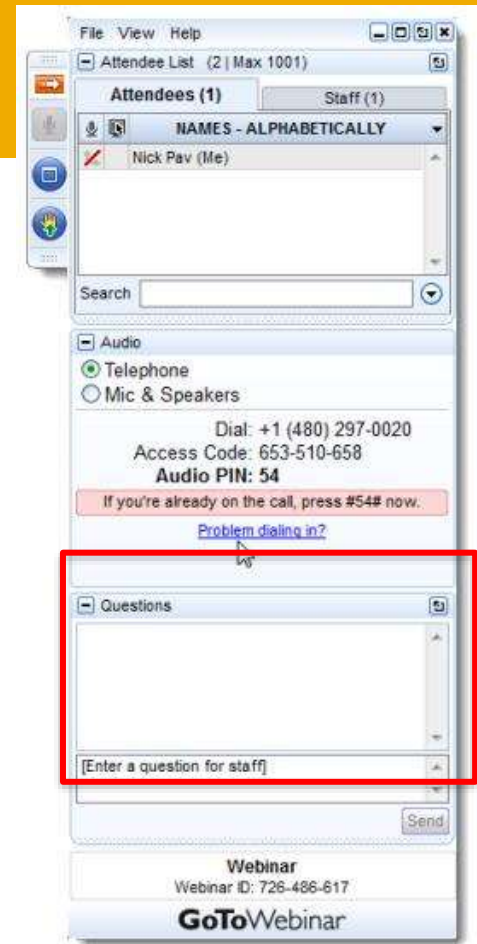 File View Help
Attendee List (2 | Max 1001)
Attendees (1) Staff (1)
NAMES - ALPHABETICALLY
Nick Pav (Me)
Search
Audio
Telephone
Mic & Speakers
Dial: +1 (480) 297-0020
Access Code: 653-510-658
Audio PIN: 54
If you're already on the call, press #54# now.
Problem dialing in?
Questions
[Enter a question for staff]
Send
Webinar
Webinar ID: 726-486-617
GoToWebinar